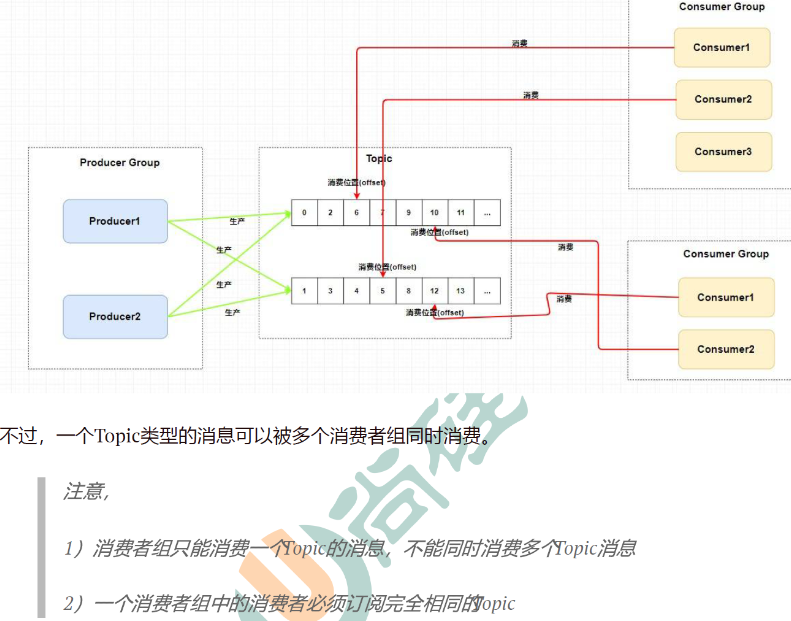 Consumer Group
Consumer1
消费
Consumer2
消费
Consumer3
Producer Group
Topic
消费位置(offset)
Producer1
生产
0 2 6 7 9 10 11 ...
消费位置(offset)
生产
消费
Consumer Group
消费位置(offset)
生产
1 3 4 5 8 12 13 ...
Consumer1
消费
Producer2
生产
消费位置(offset)
Consumer2
不过，一个Topic类型的消息可以被多个消费者组同时消费。
注意，
1）消费者组只能消费一个Topic的消息，不能同时消费多个Topic消息
2）一个消费者组中的消费者必须订阅完全相同的Topic
尚硅